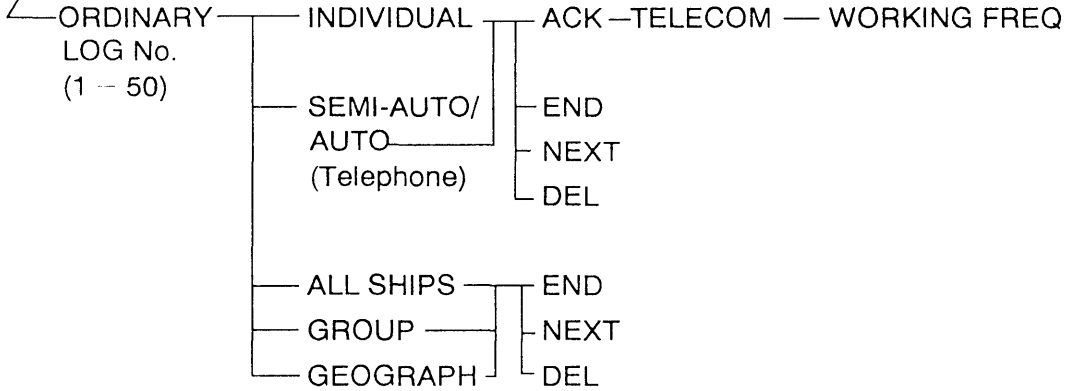 ORDINARY INDIVIDUAL ACK TELECOM WORKING FREQ
LOG No.
(1 - 50)
SEMI-AUTO/ END
AUTO NEXT
(Telephone) DEL
ALL SHIPS END
GROUP NEXT
GEOGRAPH DEL